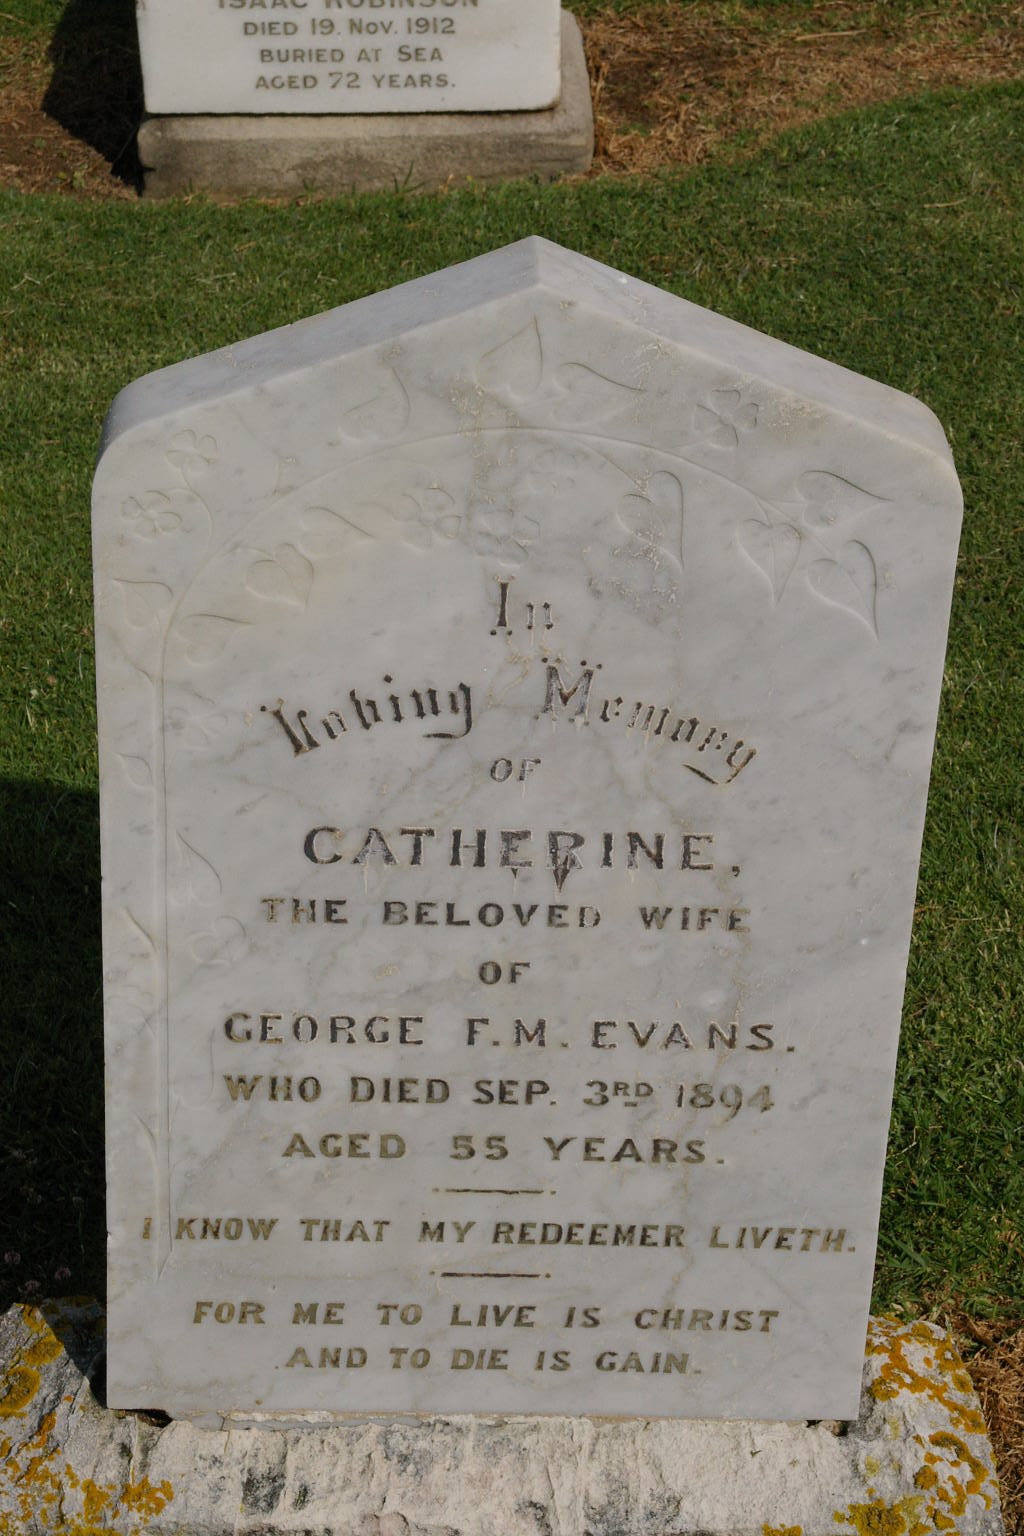 ISAAC ROBINSON
DIED 19. NOV. 1912
BURIED AT SEA
AGED 72 YEARS.
In
Loving Memory
OF
CATHERINE,
THE BELOVED WIFE
OF
GEORGE F.M. EVANS.
WHO DIED SEP. 3RD 1894
AGED 55 YEARS.
I KNOW THAT MY REDEEMER LIVETH.
FOR ME TO LIVE IS CHRIST
AND TO DIE IS GAIN.